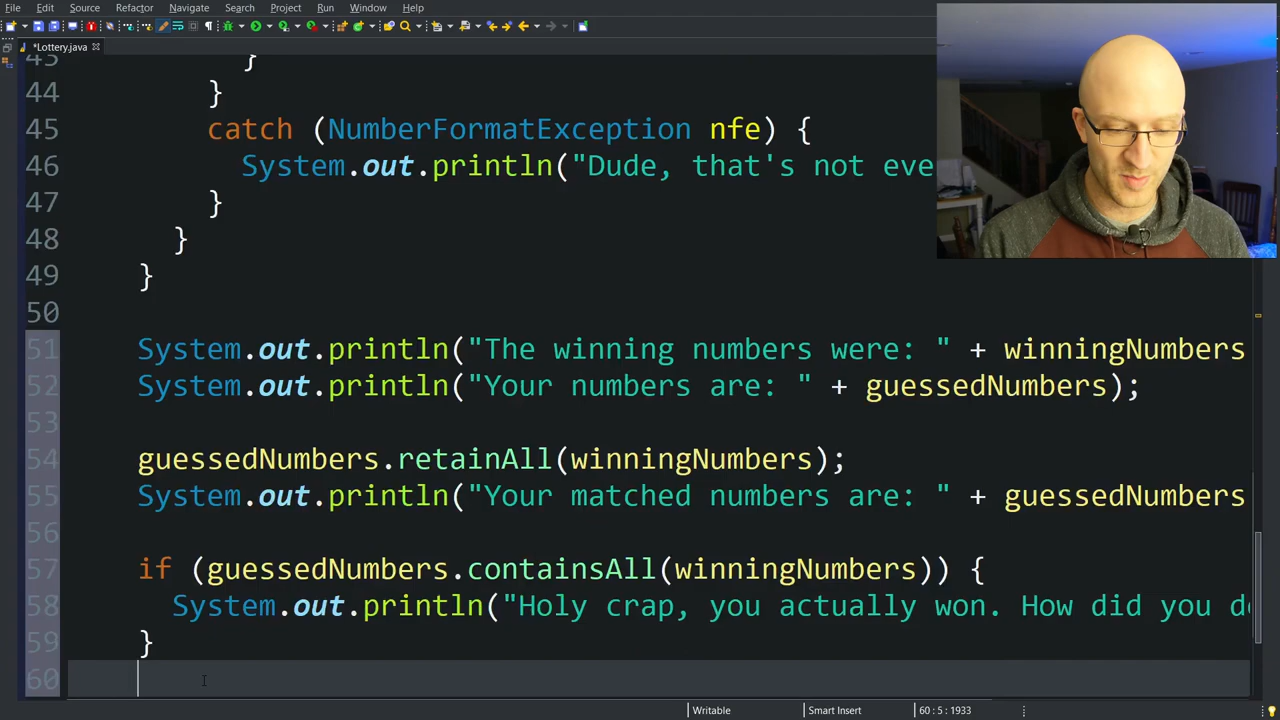 File Edit Source Refactor Navigate Search Project Run Window Help
*Lottery.java
43 }
44 }
45 catch (NumberFormatException nfe) {
46 System.out.println("Dude, that's not eve
47 }
48 }
49 }
50
51 System.out.println("The winning numbers were: " + winningNumbers
52 System.out.println("Your numbers are: " + guessedNumbers);
53
54 guessedNumbers.retainAll(winningNumbers);
55 System.out.println("Your matched numbers are: " + guessedNumbers
56
57 if (guessedNumbers.containsAll(winningNumbers)) {
58 System.out.println("Holy crap, you actually won. How did you d
59 }
60
Writable Smart Insert 60 : 5 : 1933